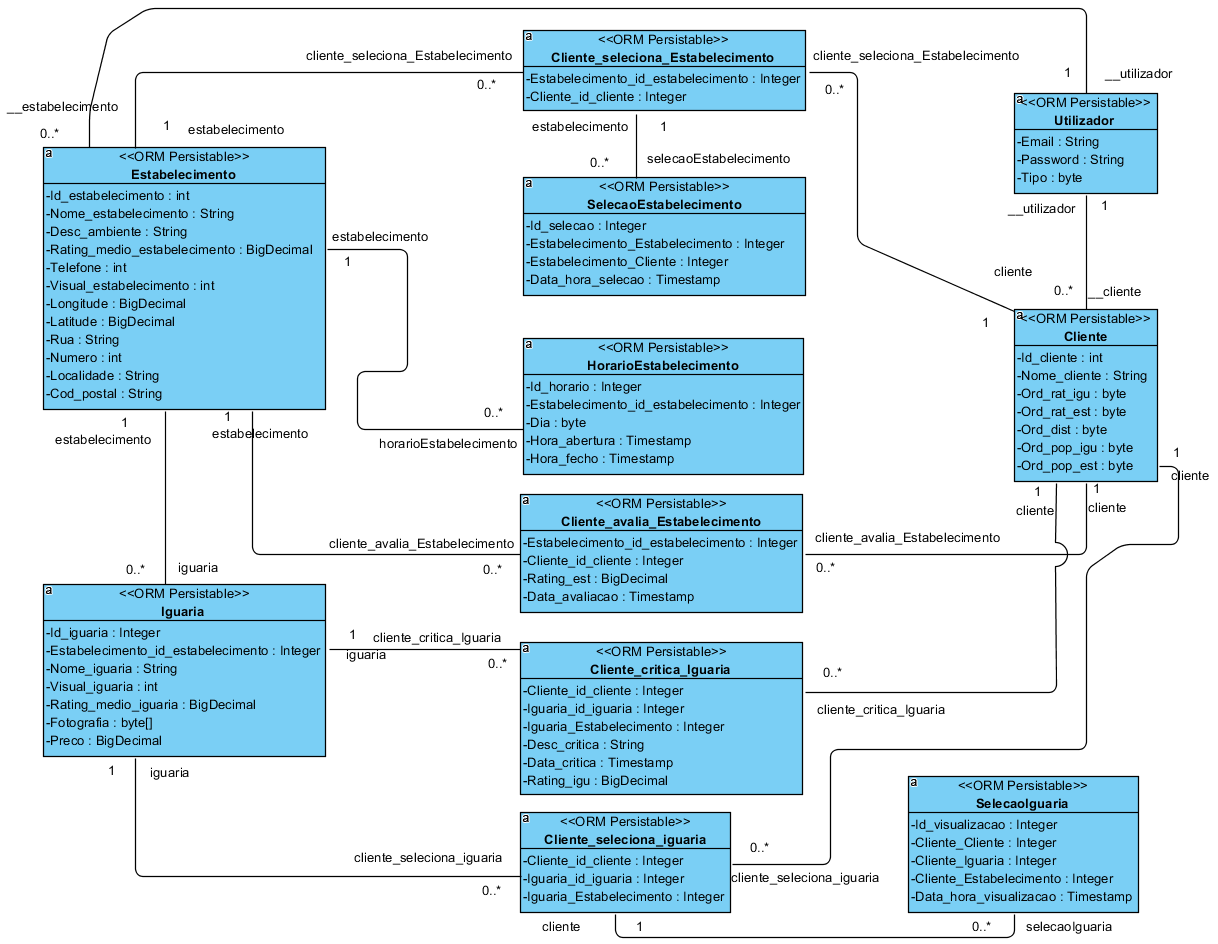 __estabelecimento
0..*
1
estabelecimento
cliente_seleciona_Estabelecimento
0..*
a
<<ORM Persistable>>
Cliente_seleciona_Estabelecimento
-Estabelecimento_id_estabelecimento : Integer
-Cliente_id_cliente : Integer
cliente_seleciona_Estabelecimento
0..*
1
__utilizador
a
<<ORM Persistable>>
Utilizador
-Email : String
-Password : String
-Tipo : byte
__utilizador
1
0..*
__cliente
estabelecimento
1
0..*
selecaoEstabelecimento
a
<<ORM Persistable>>
SelecaoEstabelecimento
-Id_selecao : Integer
-Estabelecimento_Estabelecimento : Integer
-Estabelecimento_Cliente : Integer
-Data_hora_selecao : Timestamp
a
<<ORM Persistable>>
Estabelecimento
-Id_estabelecimento : int
-Nome_estabelecimento : String
-Desc_ambiente : String
-Rating_medio_estabelecimento : BigDecimal
-Telefone : int
-Visual_estabelecimento : int
-Longitude : BigDecimal
-Latitude : BigDecimal
-Rua : String
-Numero : int
-Localidade : String
-Cod_postal : String
estabelecimento
1
0..*
horarioEstabelecimento
a
<<ORM Persistable>>
HorarioEstabelecimento
-Id_horario : Integer
-Estabelecimento_id_estabelecimento : Integer
-Dia : byte
-Hora_abertura : Timestamp
-Hora_fecho : Timestamp
cliente
1
a
<<ORM Persistable>>
Cliente
-Id_cliente : int
-Nome_cliente : String
-Ord_rat_igu : byte
-Ord_rat_est : byte
-Ord_dist : byte
-Ord_pop_igu : byte
-Ord_pop_est : byte
1
cliente
1
cliente
1
cliente
1
estabelecimento
1
estabelecimento
cliente_avalia_Estabelecimento
0..*
a
<<ORM Persistable>>
Cliente_avalia_Estabelecimento
-Estabelecimento_id_estabelecimento : Integer
-Cliente_id_cliente : Integer
-Rating_est : BigDecimal
-Data_avaliacao : Timestamp
cliente_avalia_Estabelecimento
0..*
0..*
iguaria
a
<<ORM Persistable>>
Iguaria
-Id_iguaria : Integer
-Estabelecimento_id_estabelecimento : Integer
-Nome_iguaria : String
-Visual_iguaria : int
-Rating_medio_iguaria : BigDecimal
-Fotografia : byte[]
-Preco : BigDecimal
1
iguaria
cliente_critica_Iguaria
0..*
a
<<ORM Persistable>>
Cliente_critica_Iguaria
-Cliente_id_cliente : Integer
-Iguaria_id_iguaria : Integer
-Iguaria_Estabelecimento : Integer
-Desc_critica : String
-Data_critica : Timestamp
-Rating_igu : BigDecimal
0..*
cliente_critica_Iguaria
1
iguaria
cliente_seleciona_iguaria
0..*
a
<<ORM Persistable>>
Cliente_seleciona_iguaria
-Cliente_id_cliente : Integer
-Iguaria_id_iguaria : Integer
-Iguaria_Estabelecimento : Integer
0..*
cliente_seleciona_iguaria
a
<<ORM Persistable>>
SelecaoIguaria
-Id_visualizacao : Integer
-Cliente_Cliente : Integer
-Cliente_Iguaria : Integer
-Cliente_Estabelecimento : Integer
-Data_hora_visualizacao : Timestamp
cliente
1
0..*
selecaoIguaria